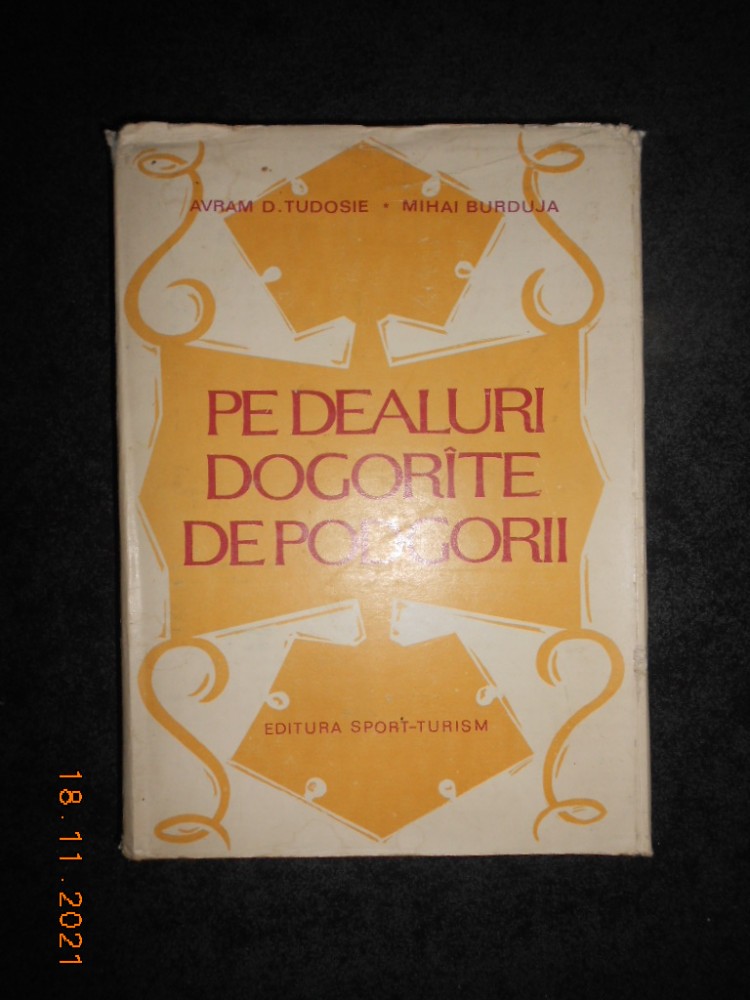 AVRAM D. TUDOSIE • MIHAI BURDUJA
PE DEALURI
DOGORÎTE
DE PODGORII
EDITURA SPORT-TURISM
18.11.2021